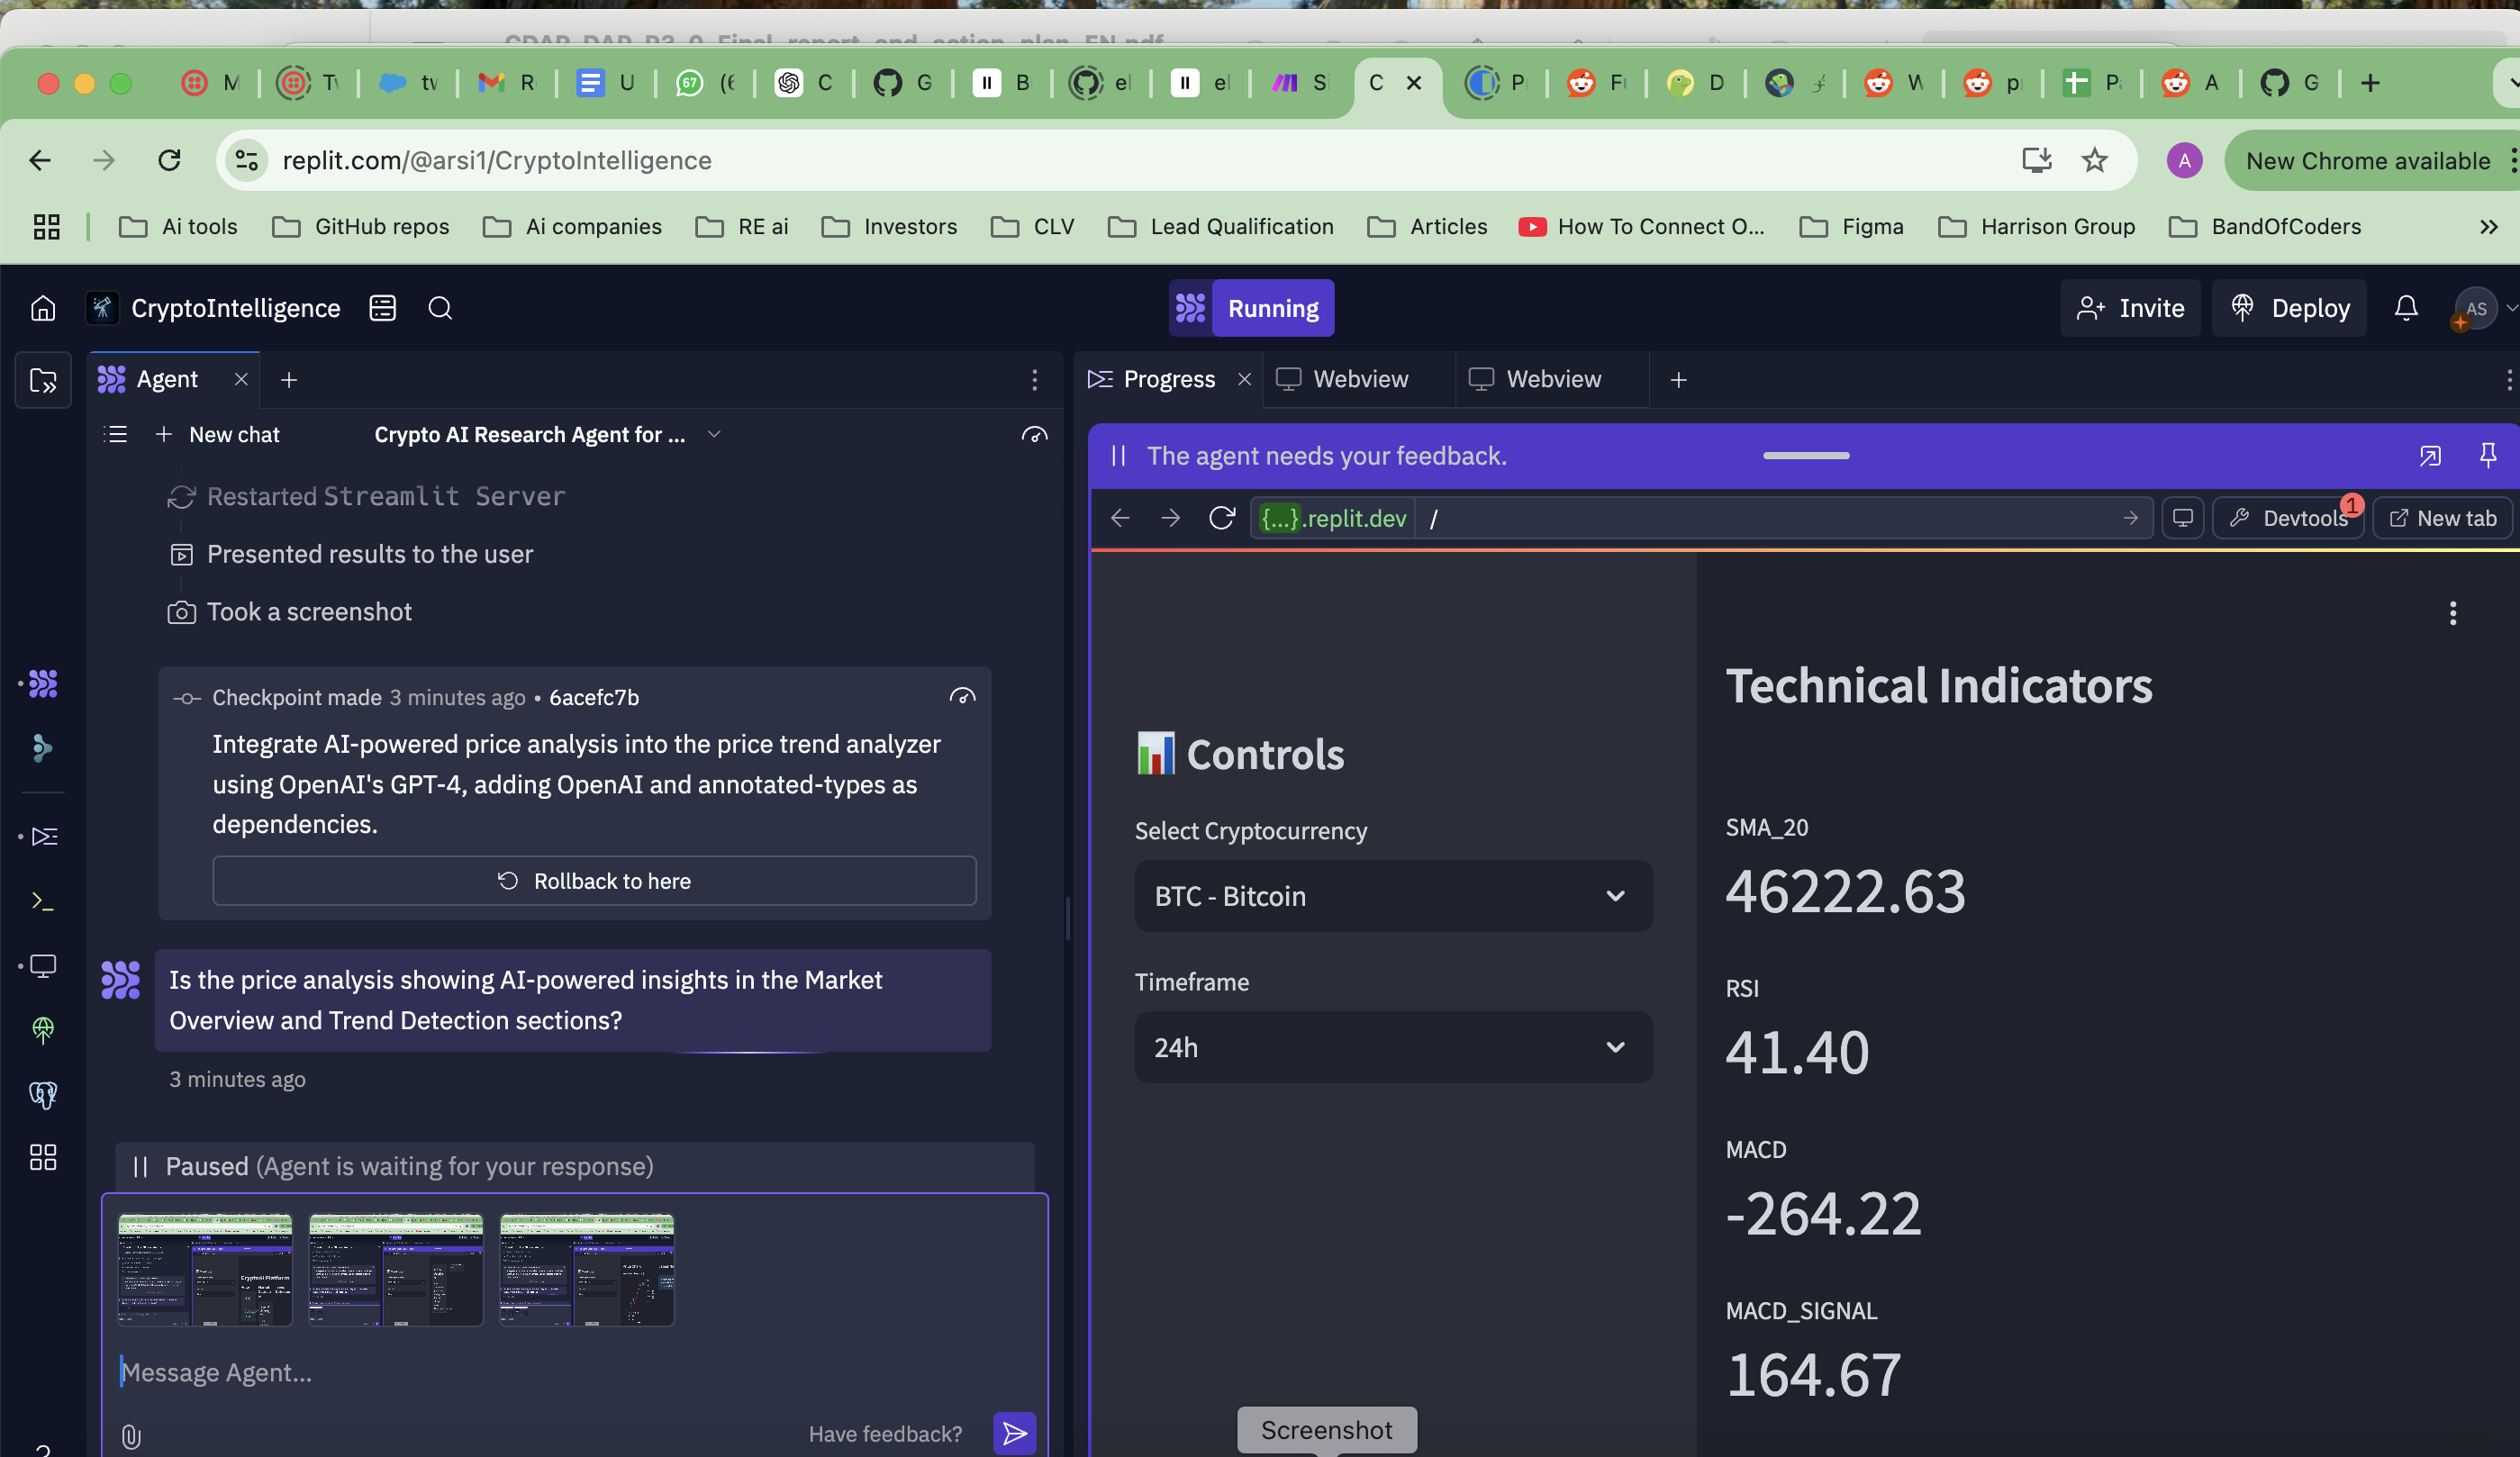 M
Tw
tw
R
U
67
(6
C
G
B
el
el
S
C
P
F
D
W
p
P
A
G
replit.com/@arsi1/CryptoIntelligence
A
New Chrome available
Ai tools
GitHub repos
Ai companies
RE ai
Investors
CLV
Lead Qualification
Articles
How To Connect O...
Figma
Harrison Group
BandOfCoders
CryptoIntelligence
Running
Invite
Deploy
AS
Agent
New chat
Crypto AI Research Agent for ...
Restarted Streamlit Server
Presented results to the user
Took a screenshot
Checkpoint made 3 minutes ago • 6acefc7b
Integrate AI-powered price analysis into the price trend analyzer
using OpenAI's GPT-4, adding OpenAI and annotated-types as
dependencies.
Rollback to here
Is the price analysis showing AI-powered insights in the Market
Overview and Trend Detection sections?
3 minutes ago
Paused (Agent is waiting for your response)
Message Agent...
Have feedback?
Progress
Webview
Webview
The agent needs your feedback.
{...}.replit.dev
/
Devtools
1
New tab
Controls
Select Cryptocurrency
BTC - Bitcoin
Timeframe
24h
Technical Indicators
SMA_20
46222.63
RSI
41.40
MACD
-264.22
MACD_SIGNAL
164.67
Screenshot